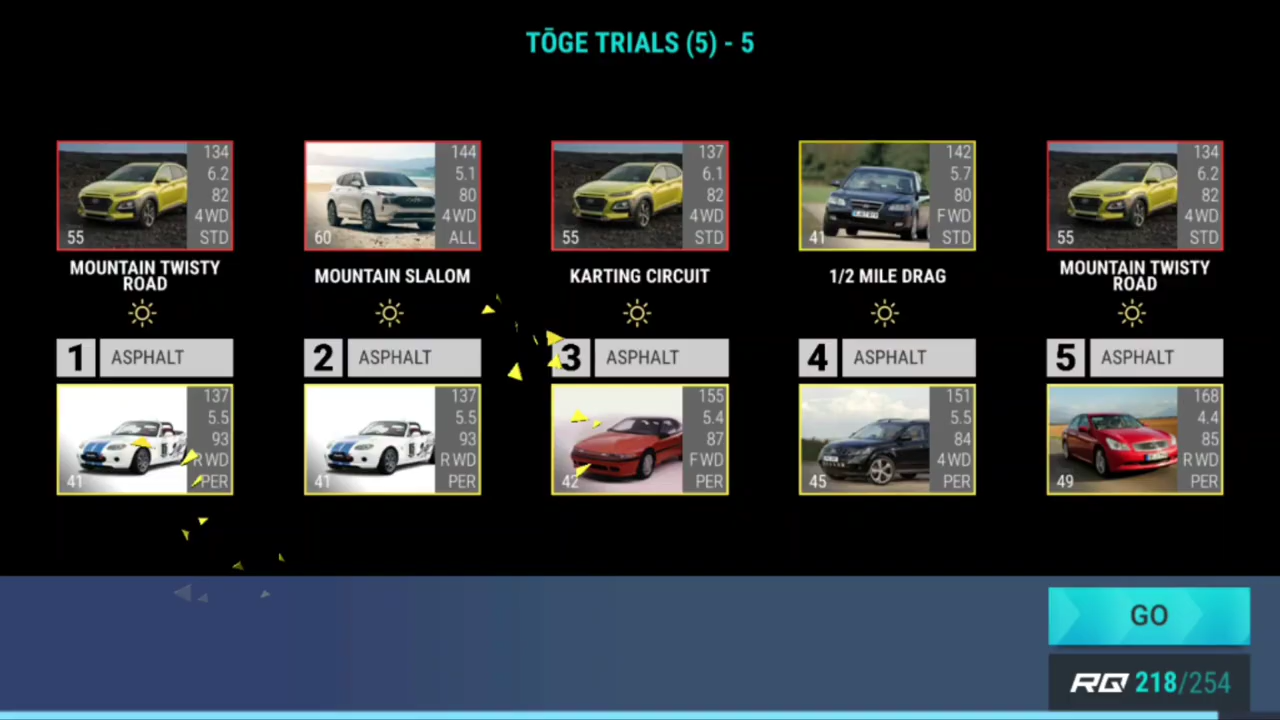 TŌGE TRIALS (5) - 5
134
6.2
82
4WD
STD
55
144
5.1
80
4WD
ALL
60
137
6.1
82
4WD
STD
55
142
5.7
80
FWD
STD
41
134
6.2
82
4WD
STD
55
MOUNTAIN TWISTY
ROAD
MOUNTAIN SLALOM
KARTING CIRCUIT
1/2 MILE DRAG
MOUNTAIN TWISTY
ROAD
1 ASPHALT
2 ASPHALT
3 ASPHALT
4 ASPHALT
5 ASPHALT
137
5.5
93
RWD
PER
41
137
5.5
93
RWD
PER
41
155
5.4
87
FWD
PER
42
151
5.5
84
4WD
PER
45
168
4.4
85
RWD
PER
49
GO
RQ 218/254